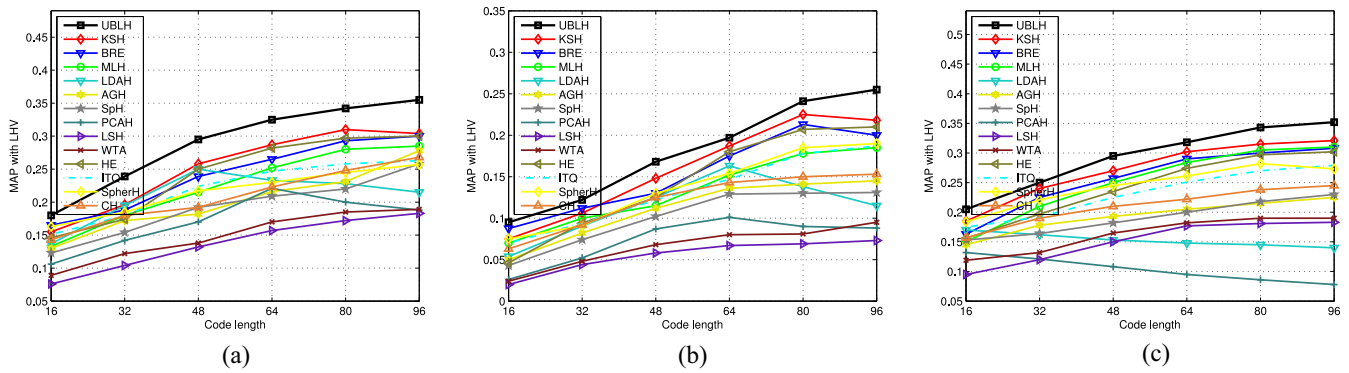 0.45
0.4
0.35
0.3
0.25
0.2
0.15
0.1
0.05
MAP with LHV
UBLH
KSH
BRE
MLH
LDAH
AGH
SpH
PCAH
LSH
WTA
HE
ITQ
SpherH
CH
16 32 48 64 80 96
Code length
(a)
0.35
0.3
0.25
0.2
0.15
0.1
0.05
0
MAP with LHV
UBLH
KSH
BRE
MLH
LDAH
AGH
SpH
PCAH
LSH
WTA
HE
ITQ
SpherH
CH
16 32 48 64 80 96
Code length
(b)
0.5
0.45
0.4
0.35
0.3
0.25
0.2
0.15
0.1
0.05
MAP with LHV
UBLH
KSH
BRE
MLH
LDAH
AGH
SpH
PCAH
LSH
WTA
HE
ITQ
SpherH
CH
16 32 48 64 80 96
Code length
(c)